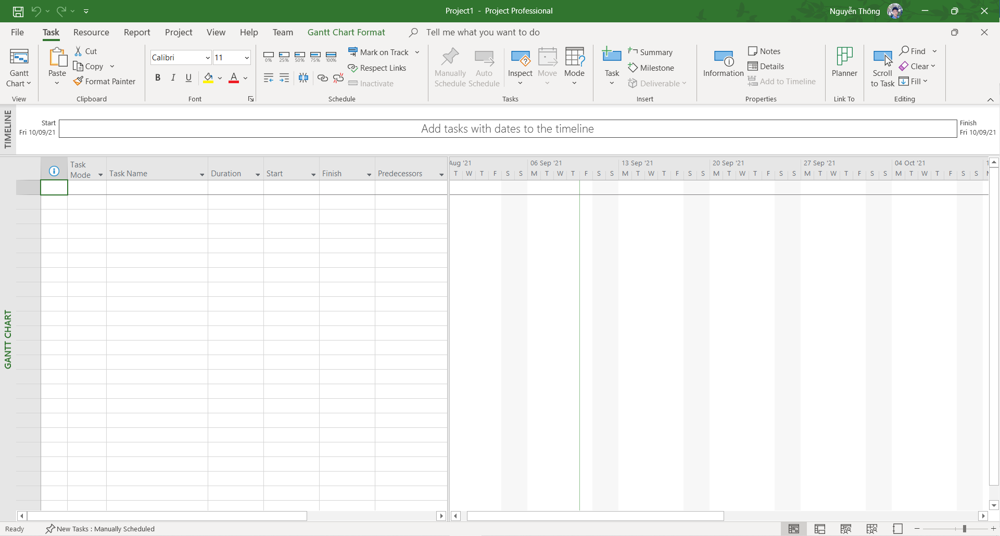 Project1 - Project Professional
Nguyễn Thông
File Task Resource Report Project View Help Team Gantt Chart Format Tell me what you want to do
Gantt Chart
View
Paste
Cut
Copy
Format Painter
Clipboard
Calibri 11
B I U A
Font
0% 25% 50% 75% 100%
Mark on Track
Respect Links
Inactivate
Schedule
Manually Schedule
Auto Schedule
Inspect
Move
Mode
Tasks
Task
Summary
Milestone
Deliverable
Insert
Information
Notes
Details
Add to Timeline
Properties
Planner
Link To
Scroll to Task
Find
Clear
Fill
Editing
TIMELINE
Start
Fri 10/09/21
Add tasks with dates to the timeline
Finish
Fri 10/09/21
Task Mode
Task Name
Duration
Start
Finish
Predecessors
Aug '21 06 Sep '21 13 Sep '21 20 Sep '21 27 Sep '21 04 Oct '21 1
T W T F S S M T W T F S S M T W T F S S M T W T F S S M T W T F S S M T W T F S S M
GANTT CHART
Ready
New Tasks : Manually Scheduled